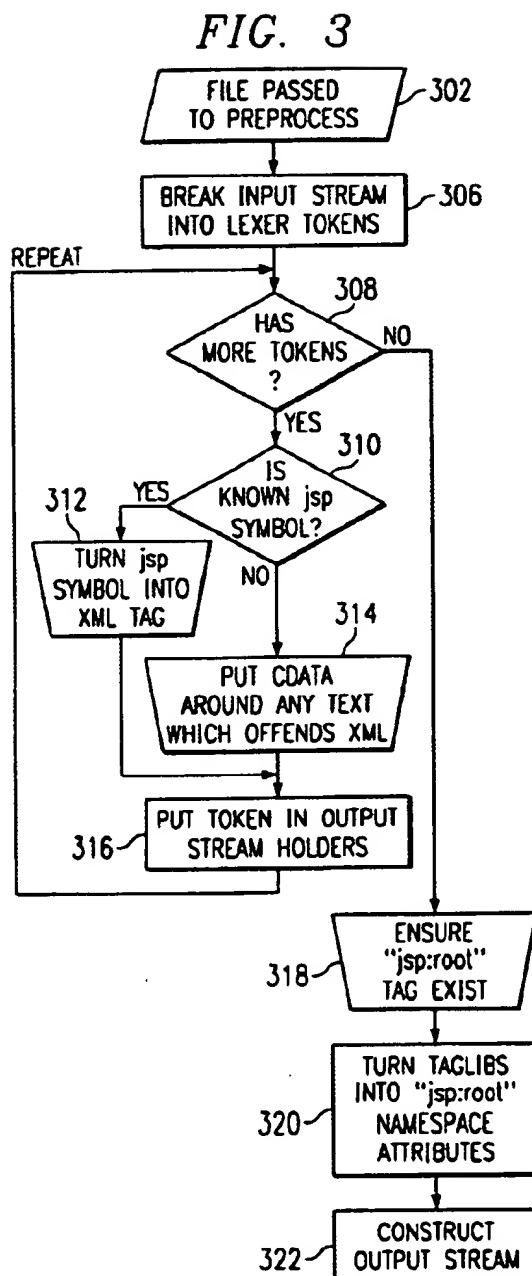 FIG. 3
FILE PASSED
TO PREPROCESS
302
BREAK INPUT STREAM
INTO LEXER TOKENS
306
REPEAT
308
HAS
MORE TOKENS
?
NO
YES
310
IS
KNOWN jsp
SYMBOL?
YES
312
TURN jsp
SYMBOL INTO
XML TAG
NO
314
PUT CDATA
AROUND ANY TEXT
WHICH OFFENDS XML
316
PUT TOKEN IN OUTPUT
STREAM HOLDERS
318
ENSURE
"jsp:root"
TAG EXIST
320
TURN TAGLIBS
INTO "jsp:root"
NAMESPACE
ATTRIBUTES
322
CONSTRUCT
OUTPUT STREAM